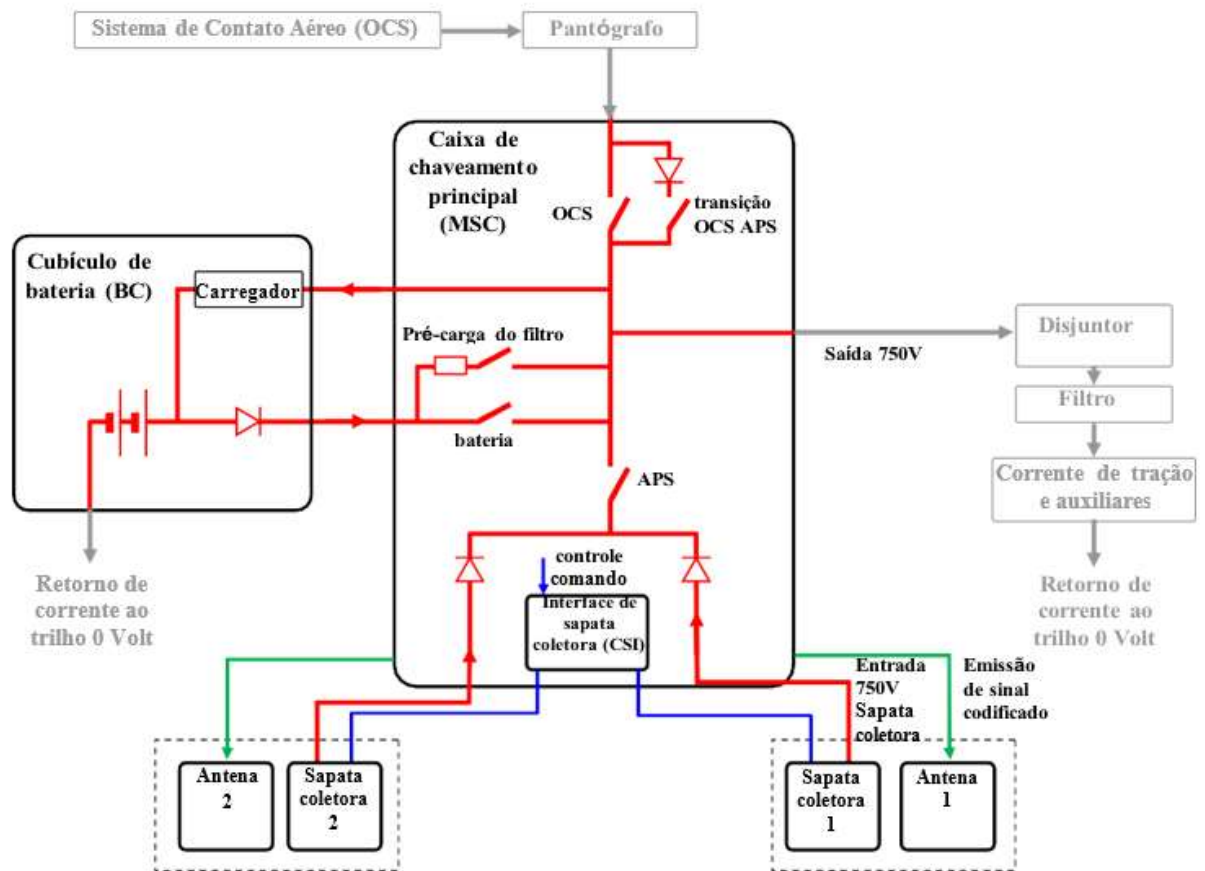 Sistema de Contato Aéreo (OCS)
Pantógrafo
Caixa de
chaveamento
principal
(MSC)
OCS
transição
OCS APS
Cubículo de
bateria (BC)
Carregador
Pré-carga do filtro
bateria
Saída 750V
Disjuntor
Filtro
Corrente de tração
e auxiliares
APS
controle
comando
Interface de
sapata
coletora (CSI)
Retorno de
corrente ao
trilho 0 Volt
Retorno de
corrente ao
trilho 0 Volt
Entrada
750V
Sapata
coletora
Emissão
de sinal
codificado
Antena
2
Sapata
coletora
2
Sapata
coletora
1
Antena
1